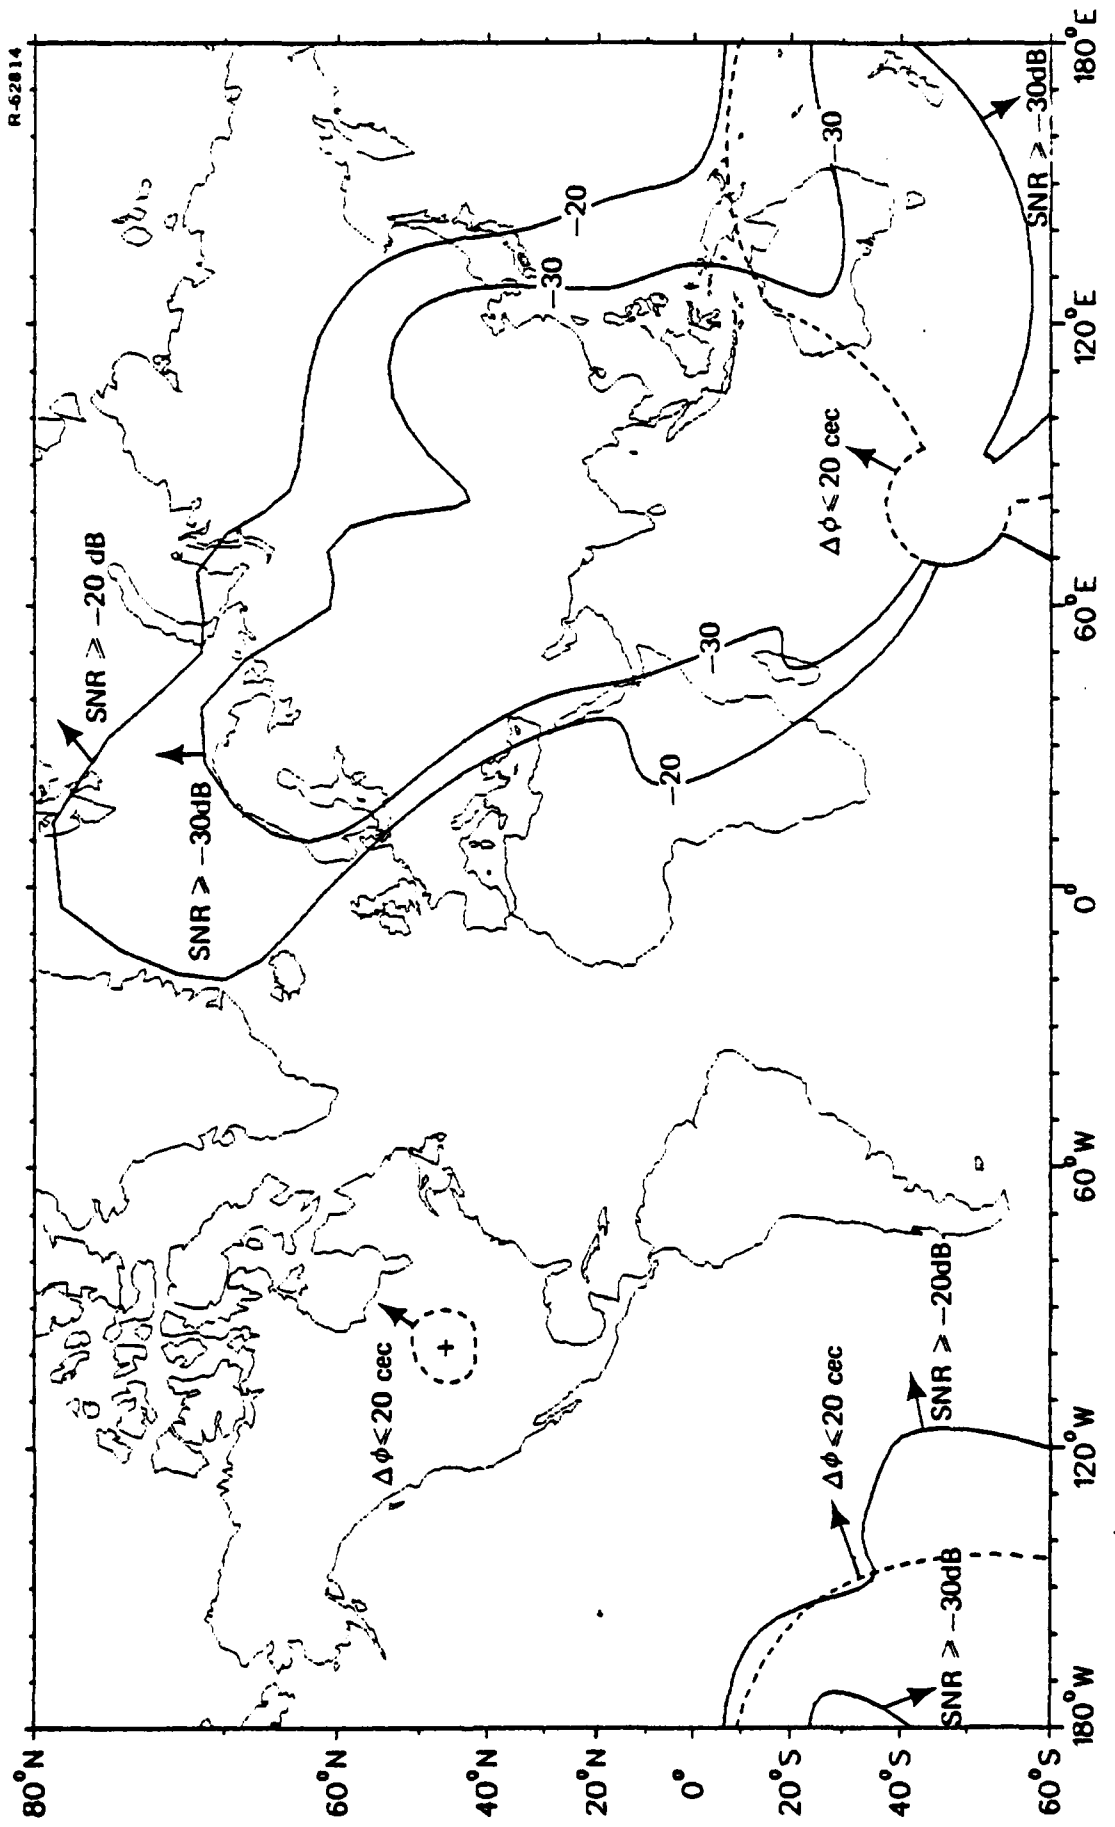 R-62814
80°N
60°N
40°N
20°N
0°
20°S
40°S
60°S
180°W
120°W
60°W
0°
60°E
120°E
180°E
SNR ⩾ -20 dB
SNR ⩾ -30dB
Δϕ⩽20 cec
-20
-30
-20
-30
-30
Δϕ⩽20 cec
Δϕ⩽20 cec
SNR ⩾ -20dB
SNR ⩾ -30dB
SNR ⩾ -30dB